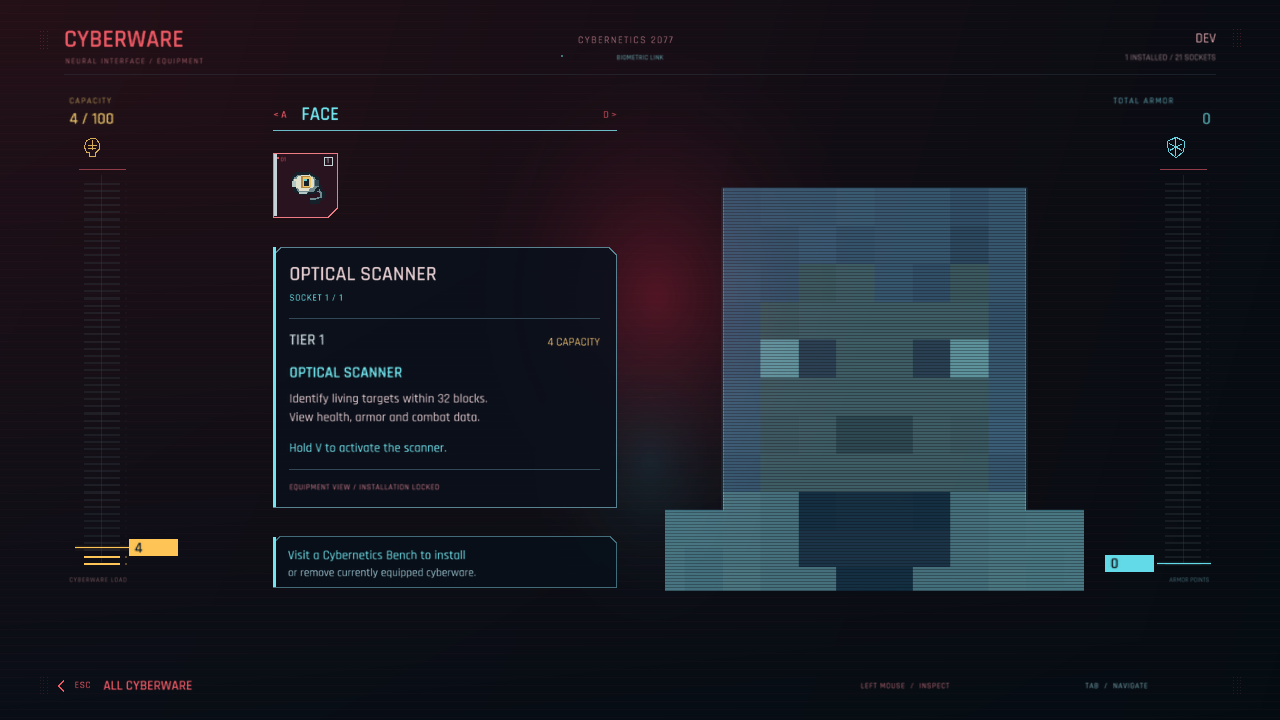 CYBERWARE
NEURAL INTERFACE / EQUIPMENT
CYBERNETICS 2077
BIOMETRIC LINK
DEV
1 INSTALLED / 21 SOCKETS
CAPACITY
4 / 100
< A FACE D >
TOTAL ARMOR
0
OPTICAL SCANNER
SOCKET 1 / 1
TIER 1 4 CAPACITY
OPTICAL SCANNER
Identify living targets within 32 blocks.
View health, armor and combat data.
Hold V to activate the scanner.
EQUIPMENT VIEW / INSTALLATION LOCKED
4
CYBERWARE LOAD
Visit a Cybernetics Bench to install
or remove currently equipped cyberware.
0
ARMOR POINTS
ESC ALL CYBERWARE
LEFT MOUSE / INSPECT
TAB / NAVIGATE